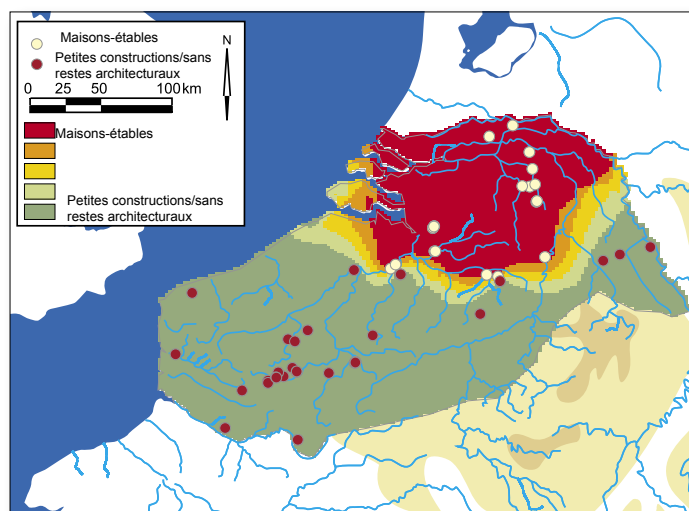 Maisons-étables
Petites constructions/sans
restes architecturaux
N
0 25 50 100 km
Maisons-étables
Petites constructions/sans
restes architecturaux